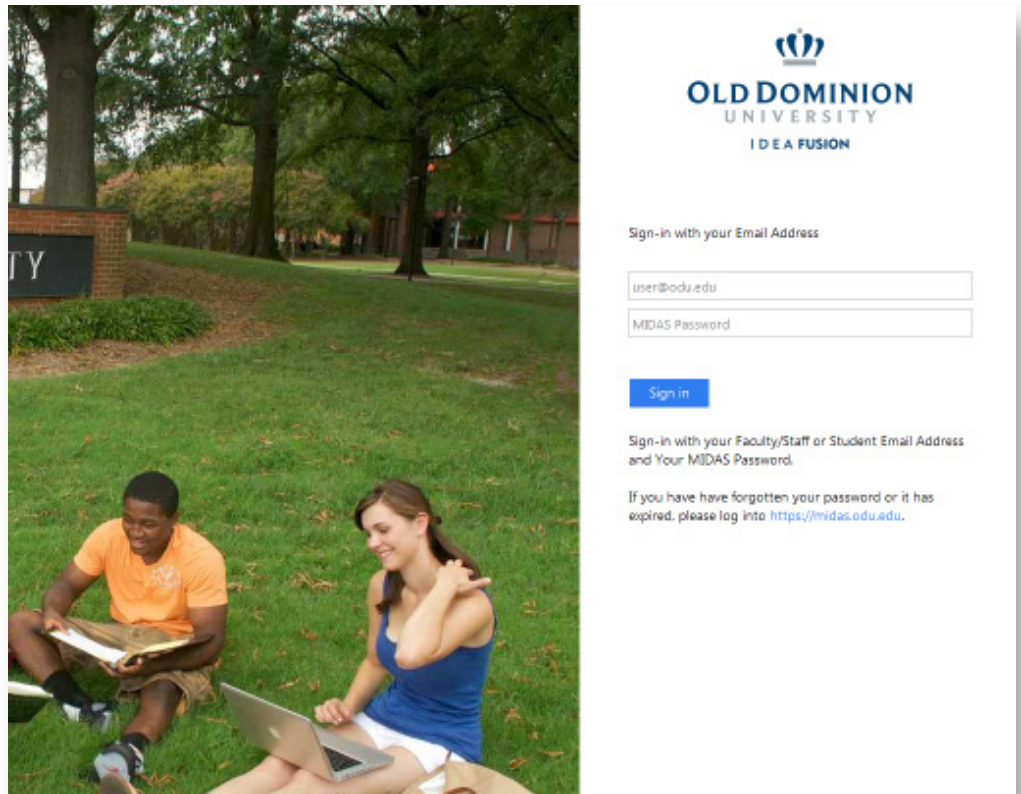 TY
OLD DOMINION
UNIVERSITY
IDEA FUSION
Sign-in with your Email Address
user@odu.edu
MIDAS Password
Sign in
Sign-in with your Faculty/Staff or Student Email Address
and Your MIDAS Password.
If you have have forgotten your password or it has
expired, please log into https://midas.odu.edu.